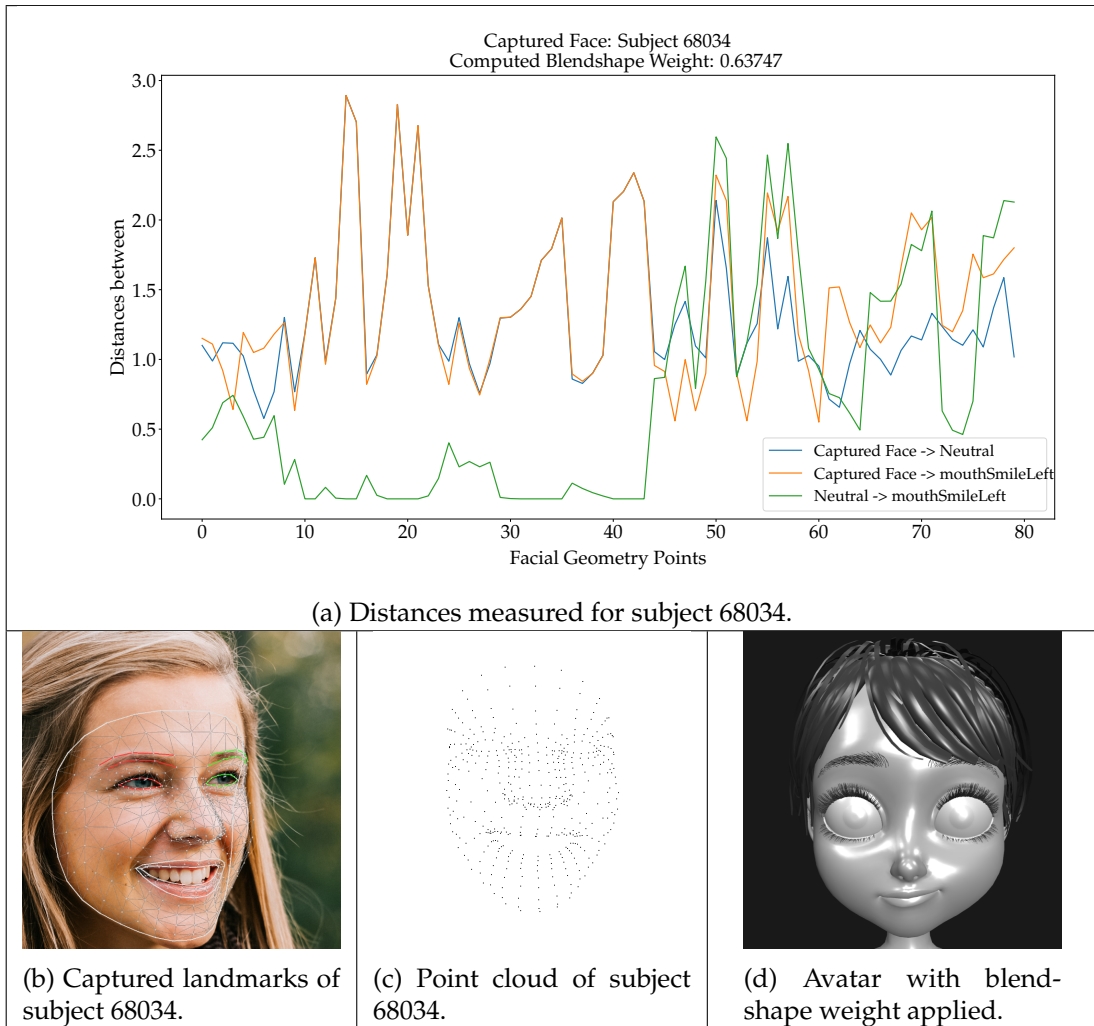 Captured Face: Subject 68034
Computed Blendshape Weight: 0.63747
3.0
2.5
2.0
1.5
1.0
0.5
0.0
Distances between
0 10 20 30 40 50 60 70 80
Facial Geometry Points
Captured Face -> Neutral
Captured Face -> mouthSmileLeft
Neutral -> mouthSmileLeft
(a) Distances measured for subject 68034.
(b) Captured landmarks of
subject 68034.
(c) Point cloud of subject
68034.
(d) Avatar with blend-
shape weight applied.